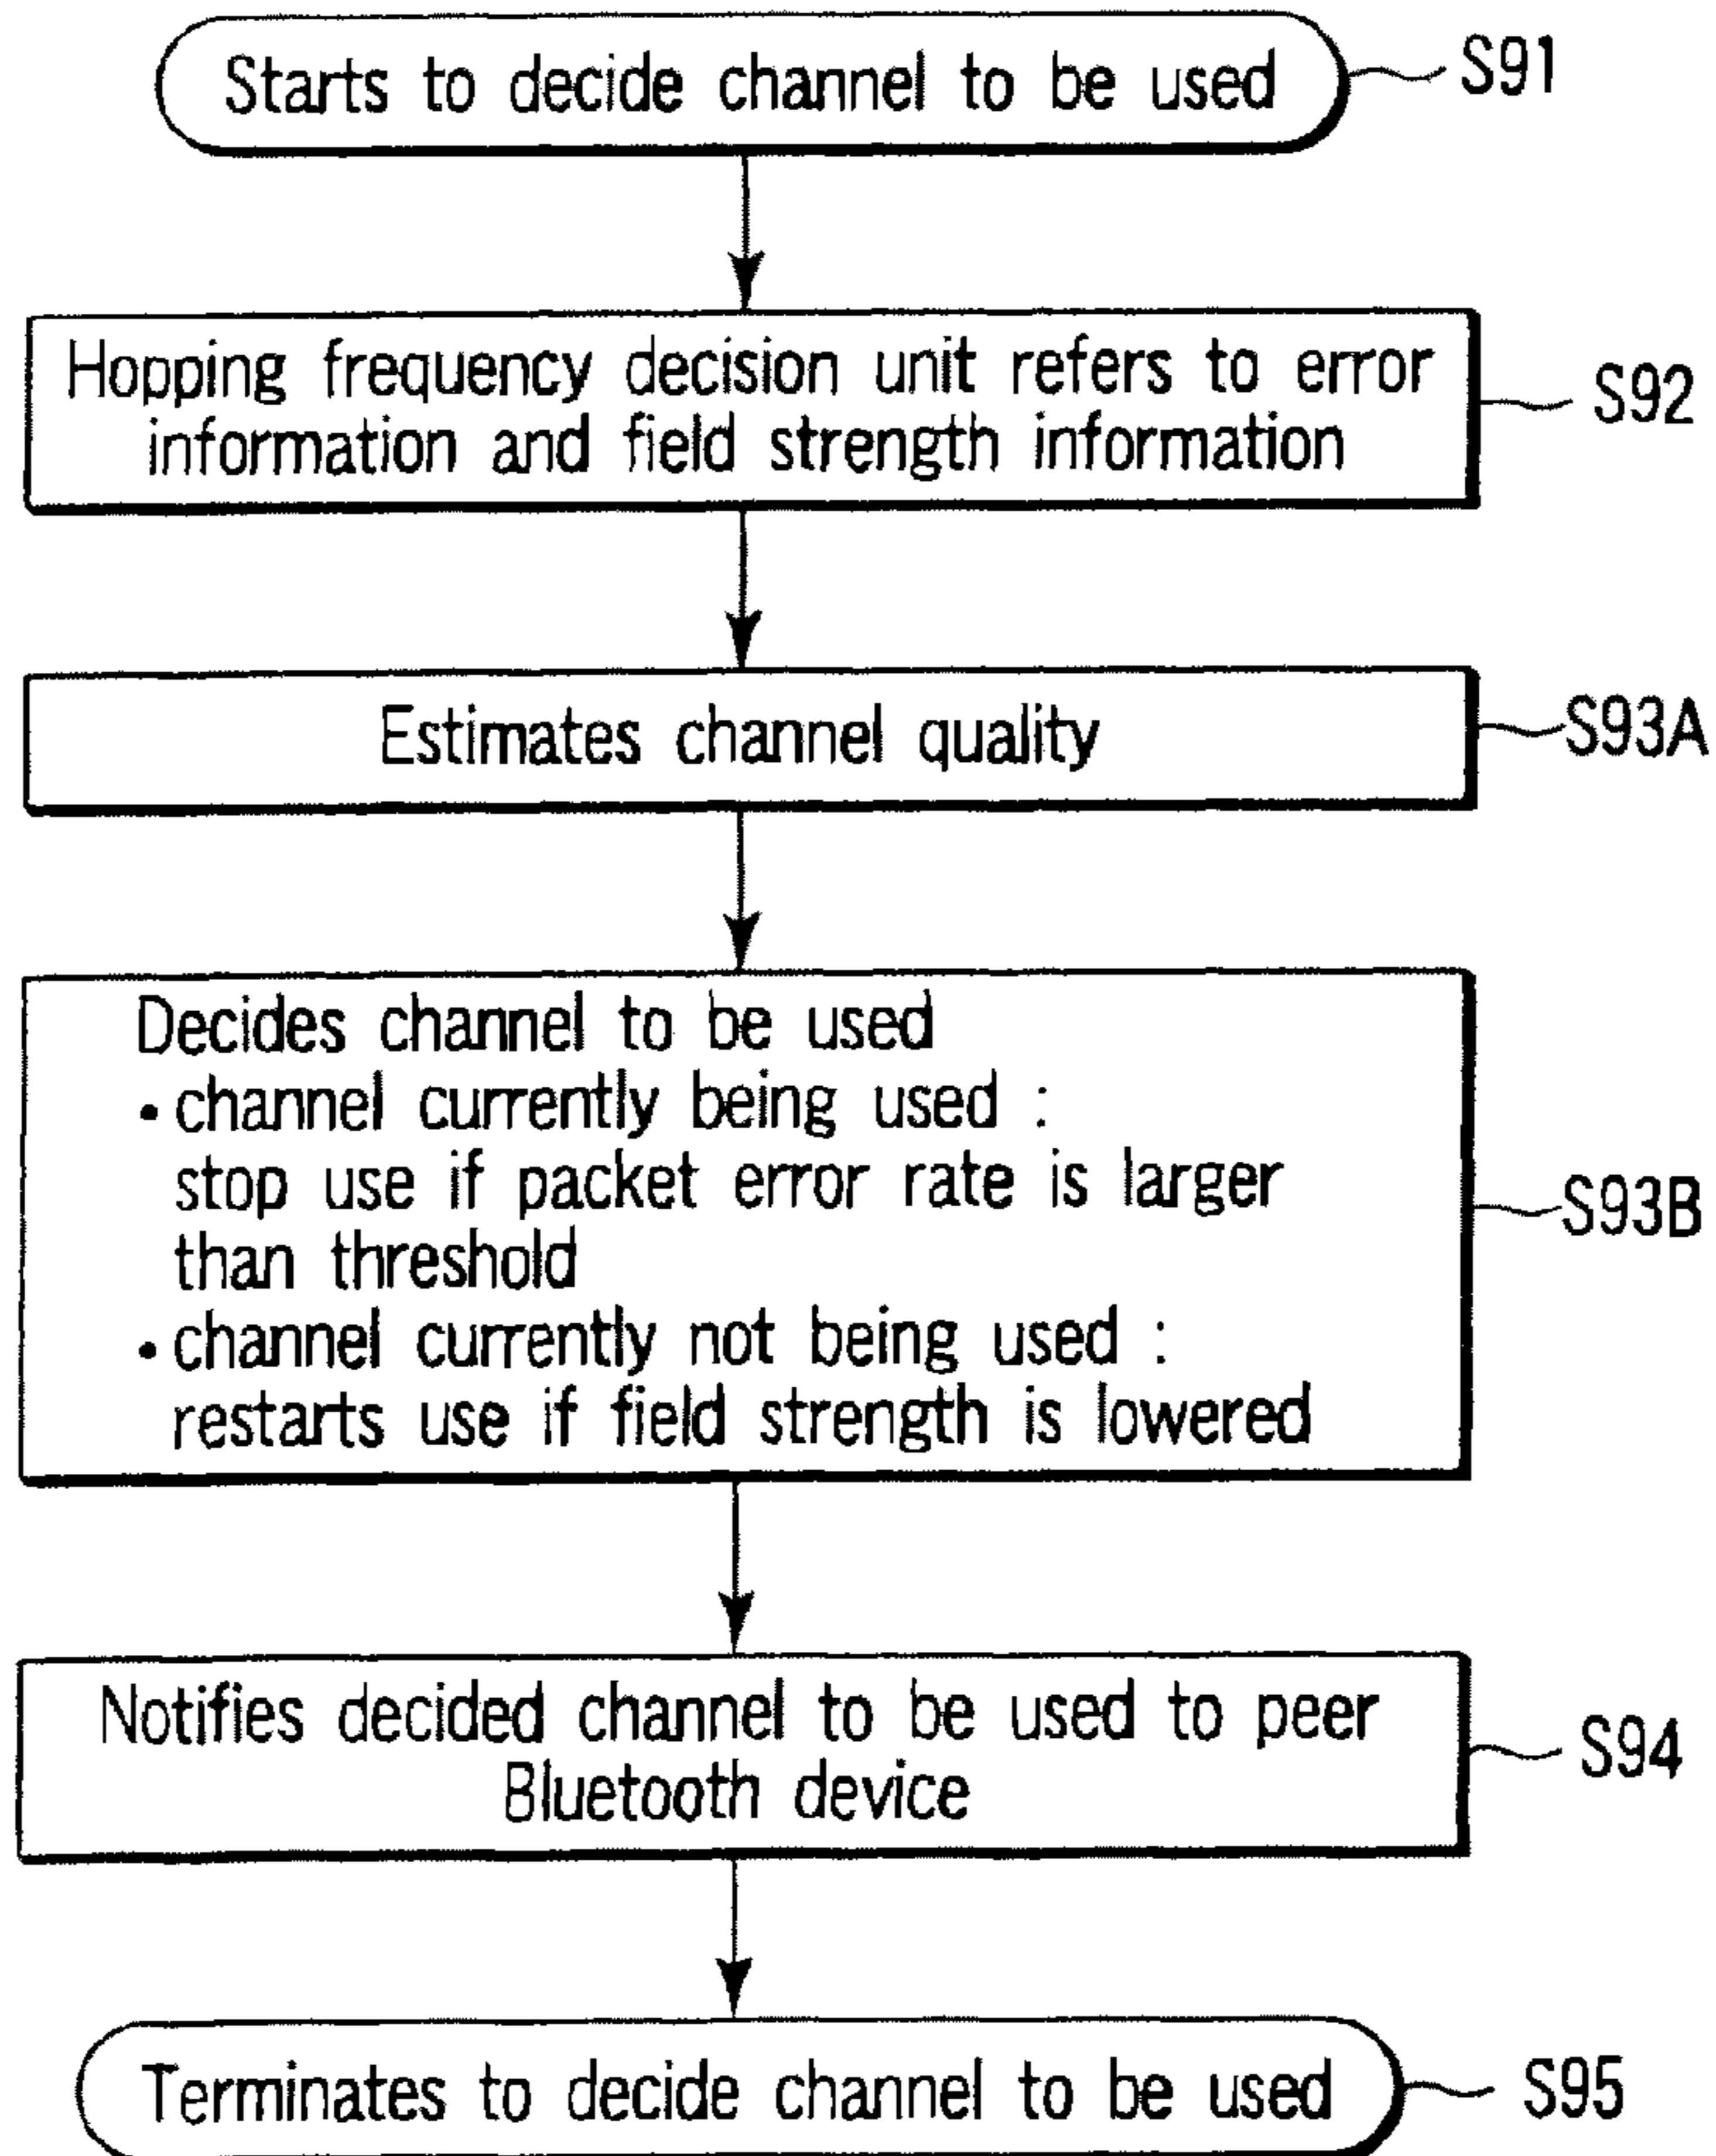 Starts to decide channel to be used
S91
Hopping frequency decision unit refers to error
information and field strength information
S92
Estimates channel quality
S93A
Decides channel to be used
• channel currently being used :
stop use if packet error rate is larger
than threshold
• channel currently not being used :
restarts use if field strength is lowered
S93B
Notifies decided channel to be used to peer
Bluetooth device
S94
Terminates to decide channel to be used
S95